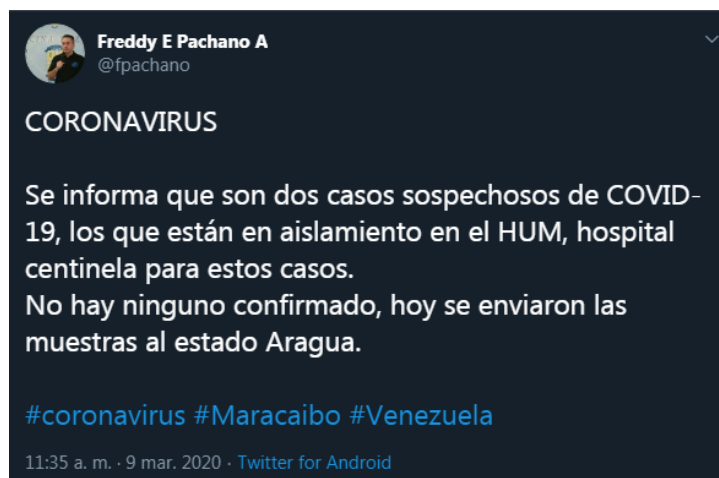 Freddy E Pachano A
@fpachano
CORONAVIRUS
Se informa que son dos casos sospechosos de COVID-
19, los que están en aislamiento en el HUM, hospital
centinela para estos casos.
No hay ninguno confirmado, hoy se enviaron las
muestras al estado Aragua.
#coronavirus #Maracaibo #Venezuela
11:35 a. m. · 9 mar. 2020 · Twitter for Android